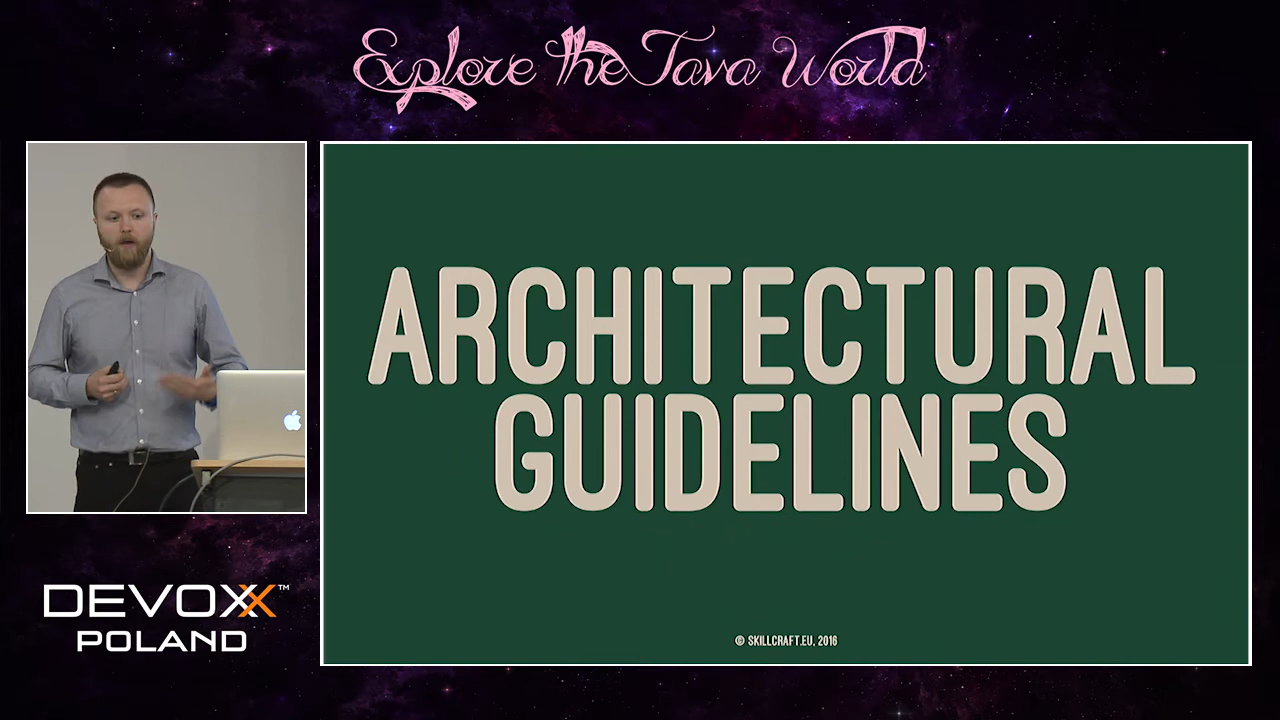 Explore the Java World
ARCHITECTURAL
GUIDELINES
© SKILLCRAFT.EU, 2016
DEVOXX™
POLAND